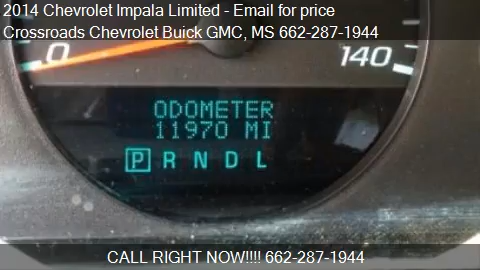 2014 Chevrolet Impala Limited - Email for price
Crossroads Chevrolet Buick GMC, MS 662-287-1944
0 140
ODOMETER
11970 MI
P R N D L
CALL RIGHT NOW!!!! 662-287-1944